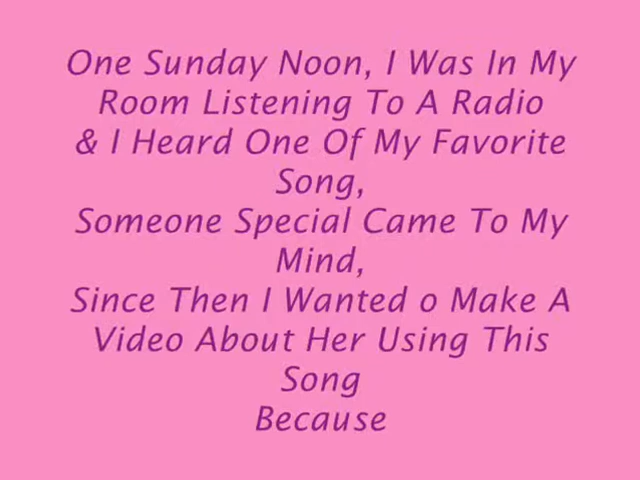 One Sunday Noon, I Was In My
Room Listening To A Radio
& I Heard One Of My Favorite
Song,
Someone Special Came To My
Mind,
Since Then I Wanted o Make A
Video About Her Using This
Song
Because